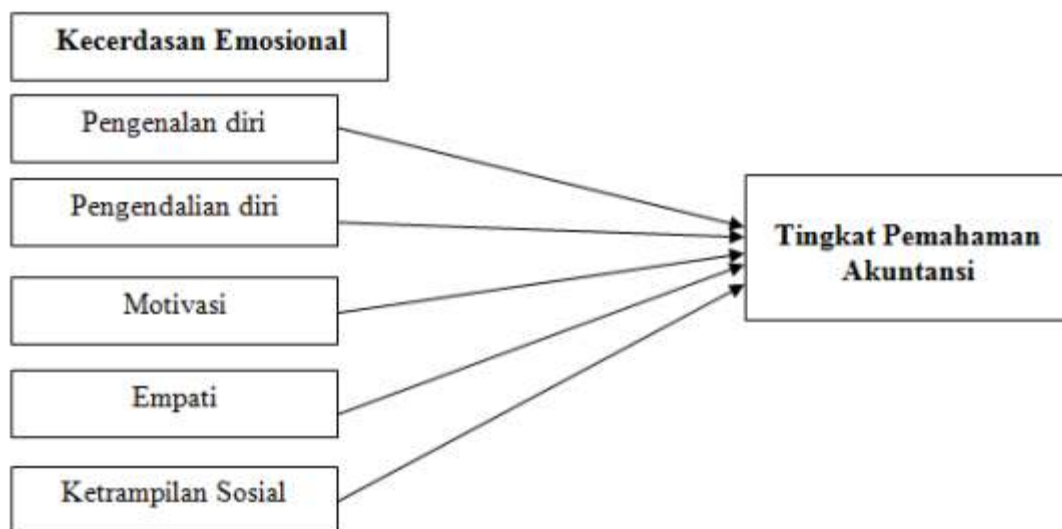 Kecerdasan Emosional
Pengenalan diri
Pengendalian diri
Motivasi
Empati
Ketrampilan Sosial
Tingkat Pemahaman
Akuntansi